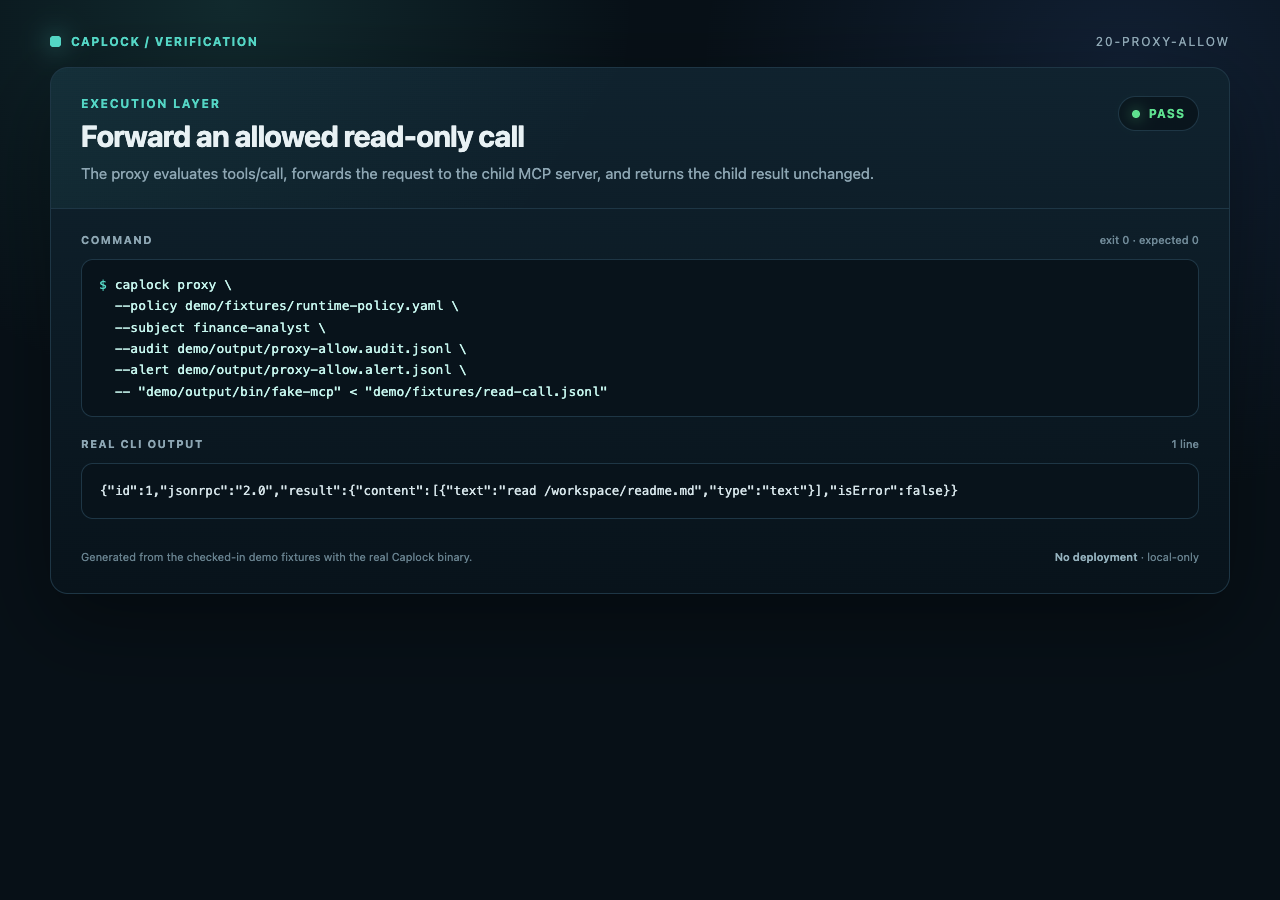 CAPLOCK / VERIFICATION
20-PROXY-ALLOW
EXECUTION LAYER
Forward an allowed read-only call
PASS
The proxy evaluates tools/call, forwards the request to the child MCP server, and returns the child result unchanged.
COMMAND
exit 0 · expected 0
$ caplock proxy \
--policy demo/fixtures/runtime-policy.yaml \
--subject finance-analyst \
--audit demo/output/proxy-allow.audit.jsonl \
--alert demo/output/proxy-allow.alert.jsonl \
-- "demo/output/bin/fake-mcp" < "demo/fixtures/read-call.jsonl"
REAL CLI OUTPUT
1 line
{"id":1,"jsonrpc":"2.0","result":{"content":[{"text":"read /workspace/readme.md","type":"text"}],"isError":false}}
Generated from the checked-in demo fixtures with the real Caplock binary.
No deployment · local-only